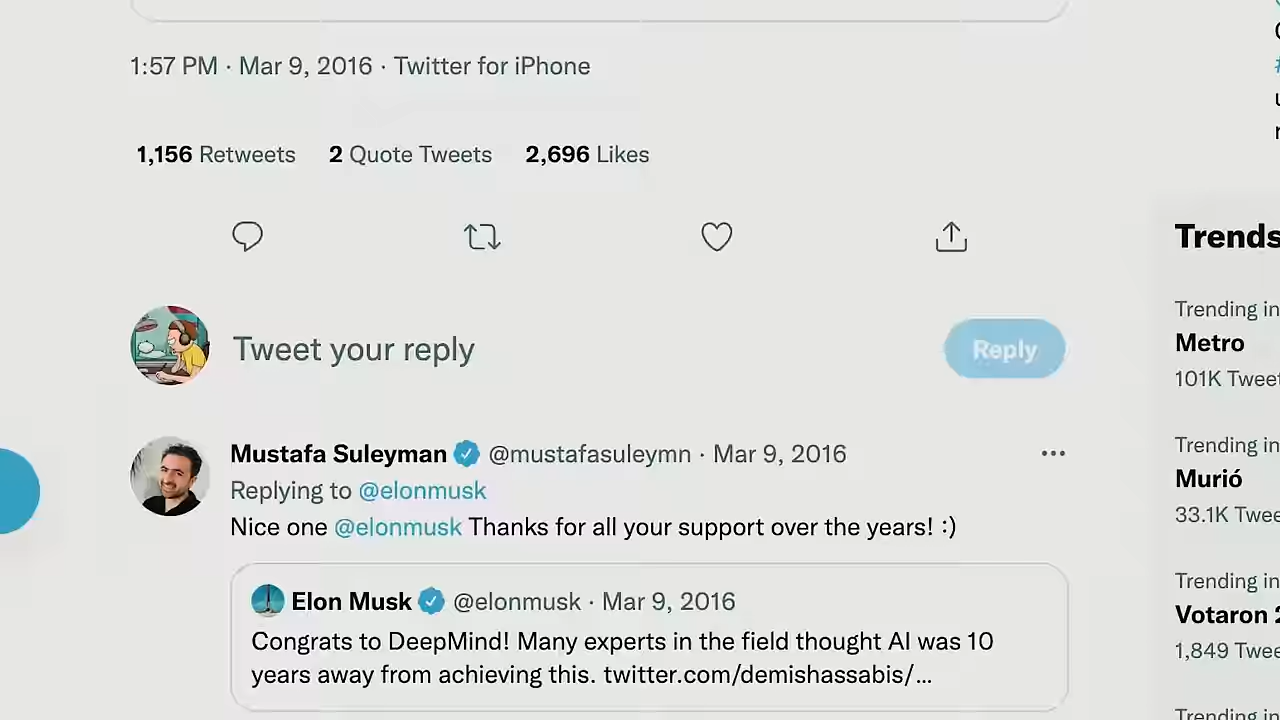 1:57 PM · Mar 9, 2016 · Twitter for iPhone
1,156 Retweets 2 Quote Tweets 2,696 Likes
Tweet your reply
Reply
Mustafa Suleyman @mustafasuleymn · Mar 9, 2016
Replying to @elonmusk
Nice one @elonmusk Thanks for all your support over the years! :)
Elon Musk @elonmusk · Mar 9, 2016
Congrats to DeepMind! Many experts in the field thought AI was 10
years away from achieving this. twitter.com/demishassabis/...
Trends
Trending in
Metro
101K Tweet
Trending in
Murió
33.1K Twee
Trending in
Votaron 2
1,849 Twee
Trending in